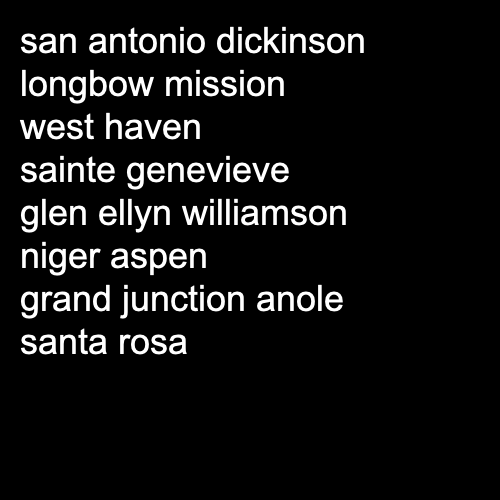 san antonio dickinson
longbow mission
west haven
sainte genevieve
glen ellyn williamson
niger aspen
grand junction anole
santa rosa